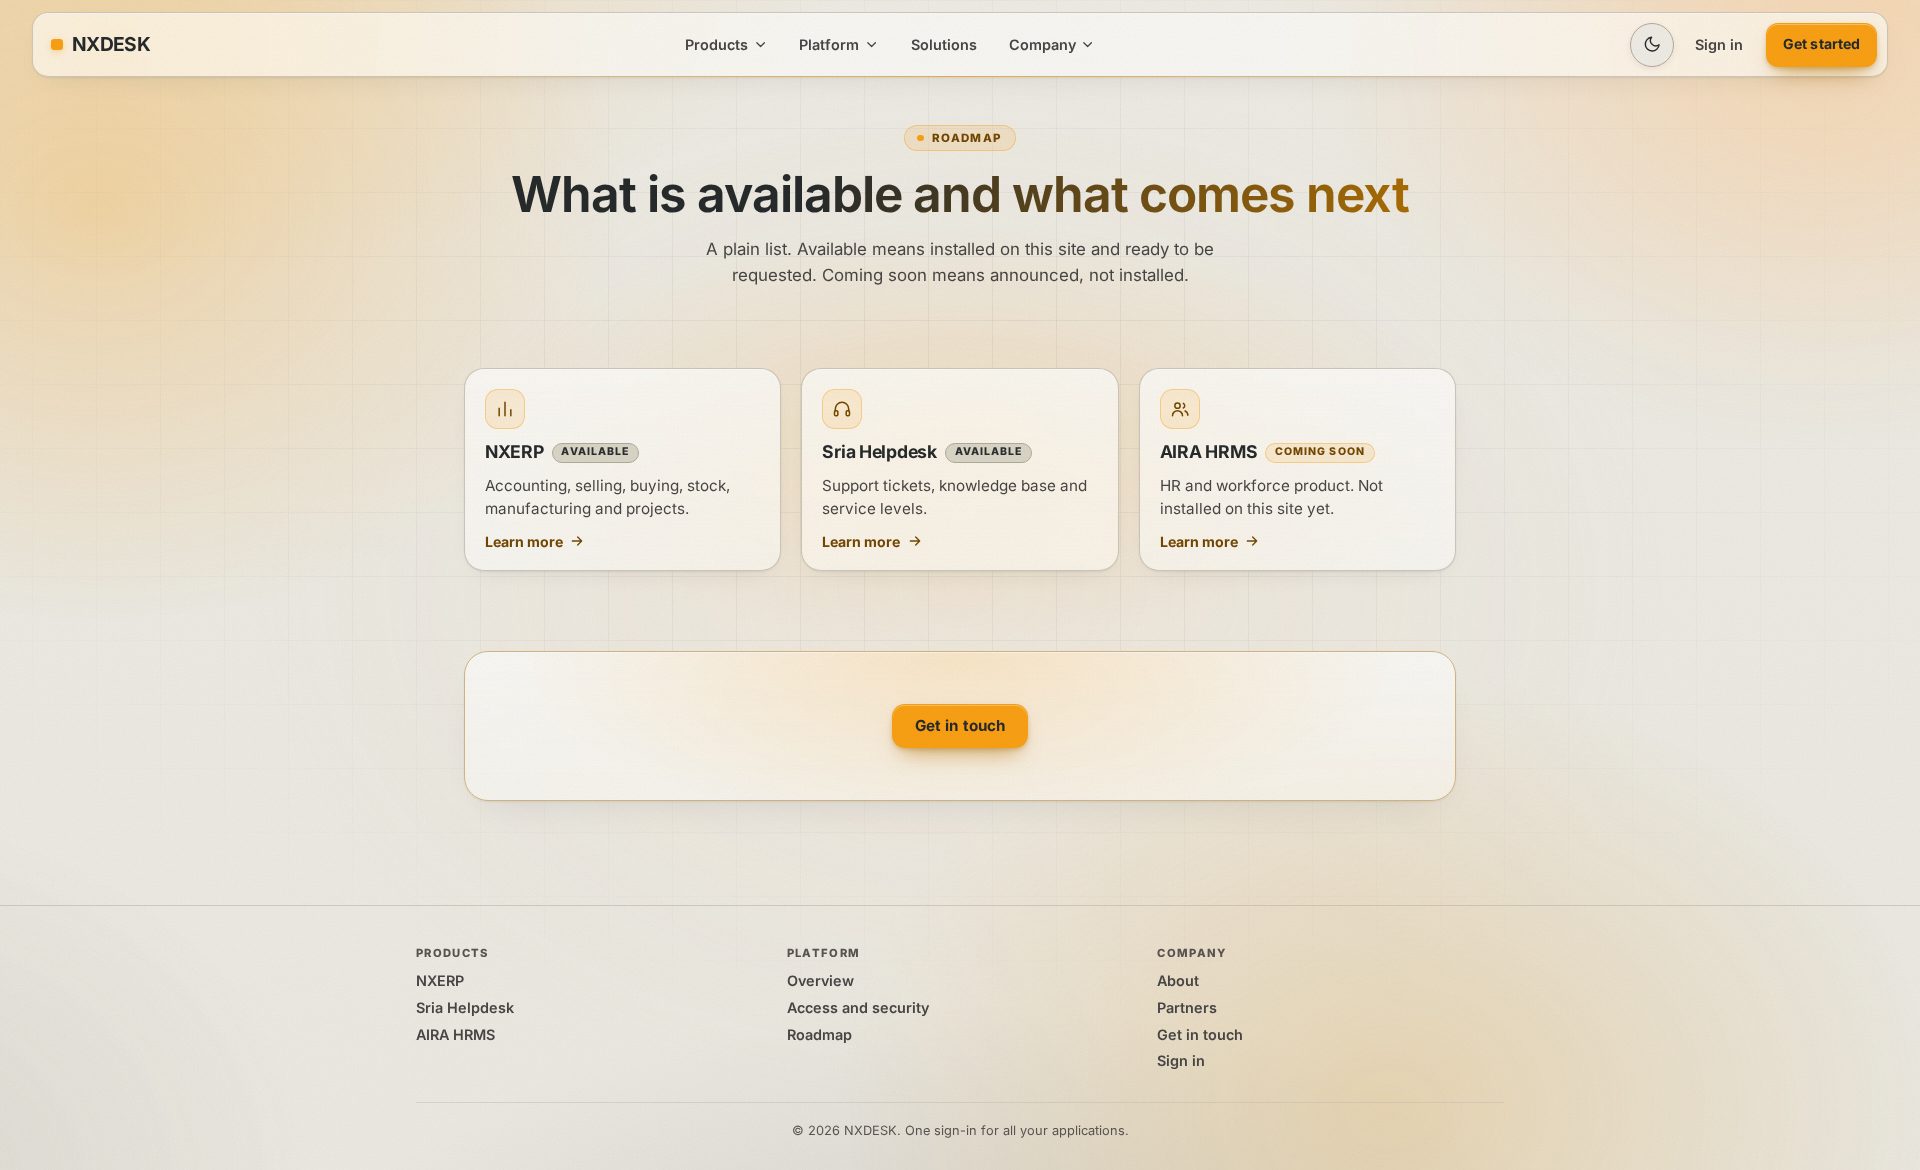 NXDESK
Products
Platform
Solutions
Company
Sign in
Get started
ROADMAP
What is available and what comes next
A plain list. Available means installed on this site and ready to be
requested. Coming soon means announced, not installed.
NXERP AVAILABLE
Accounting, selling, buying, stock,
manufacturing and projects.
Learn more →
Sria Helpdesk AVAILABLE
Support tickets, knowledge base and
service levels.
Learn more →
AIRA HRMS COMING SOON
HR and workforce product. Not
installed on this site yet.
Learn more →
Get in touch
PRODUCTS
NXERP
Sria Helpdesk
AIRA HRMS
PLATFORM
Overview
Access and security
Roadmap
COMPANY
About
Partners
Get in touch
Sign in
© 2026 NXDESK. One sign-in for all your applications.